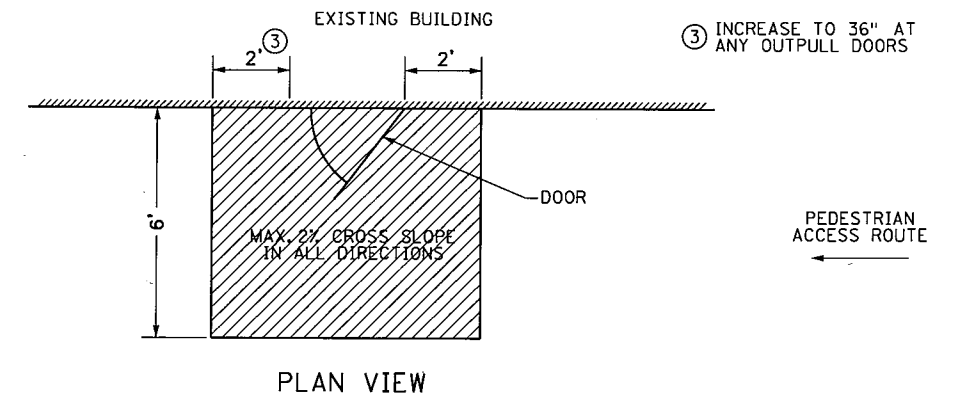 EXISTING BUILDING
③ INCREASE TO 36" AT
ANY OUTPULL DOORS
2' ③
2'
6'
DOOR
MAX. 2% CROSS SLOPE
IN ALL DIRECTIONS
PEDESTRIAN
ACCESS ROUTE
PLAN VIEW